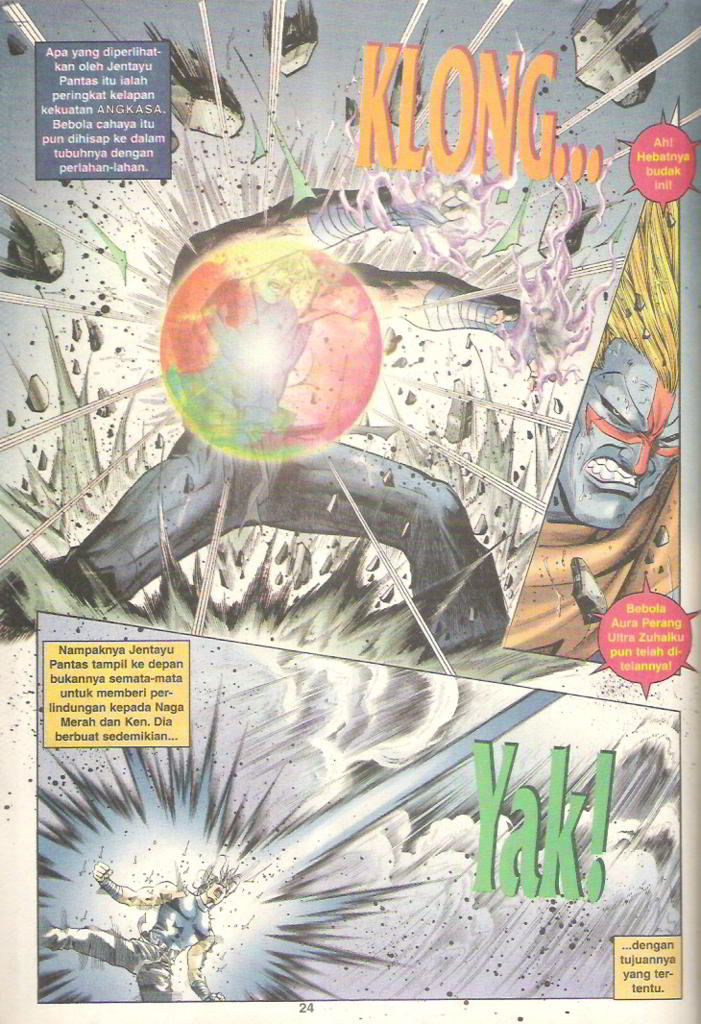 Apa yang diperlihat-
kan oleh Jentayu
Pantas itu ialah
peringkat kelapan
kekuatan ANGKASA.
Bebola cahaya itu
pun dihisap ke dalam
tubuhnya dengan
perlahan-lahan.
KLONG...
Ah!
Hebatnya
budak
ini!
Bebola
Aura Perang
Ultra Zuhalku
pun telah di-
telannya!
Nampaknya Jentayu
Pantas tampil ke depan
bukannya semata-mata
untuk memberi per-
lindungan kepada Naga
Merah dan Ken. Dia
berbuat sedemikian...
Yak!
...dengan
tujuannya
yang ter-
tentu.
24